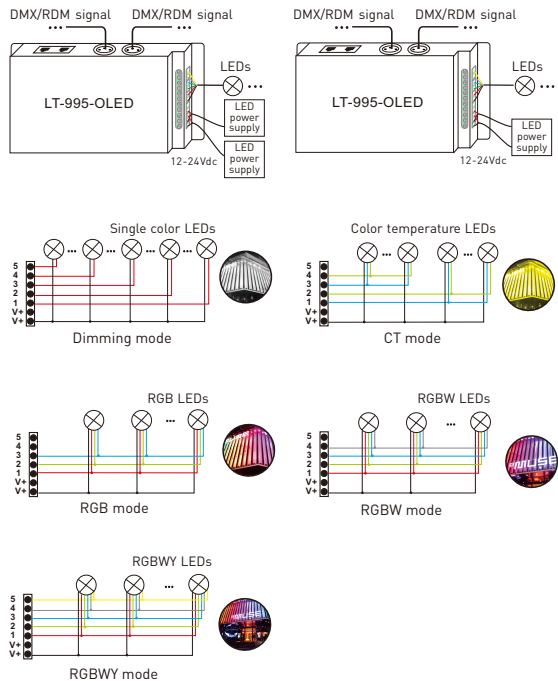 DMX/RDM signal DMX/RDM signal
LT-995-OLED
LEDs
LED
power
supply
LED
power
supply
12-24Vdc
DMX/RDM signal DMX/RDM signal
LT-995-OLED
LEDs
LED
power
supply
12-24Vdc
Single color LEDs
5
4
3
2
1
V+
V+
Dimming mode
Color temperature LEDs
5
4
3
2
1
V+
V+
CT mode
RGB LEDs
5
4
3
2
1
V+
V+
RGB mode
RGBW LEDs
5
4
3
2
1
V+
V+
MUSE
RGBW mode
RGBWY LEDs
5
4
3
2
1
V+
V+
RGBWY mode